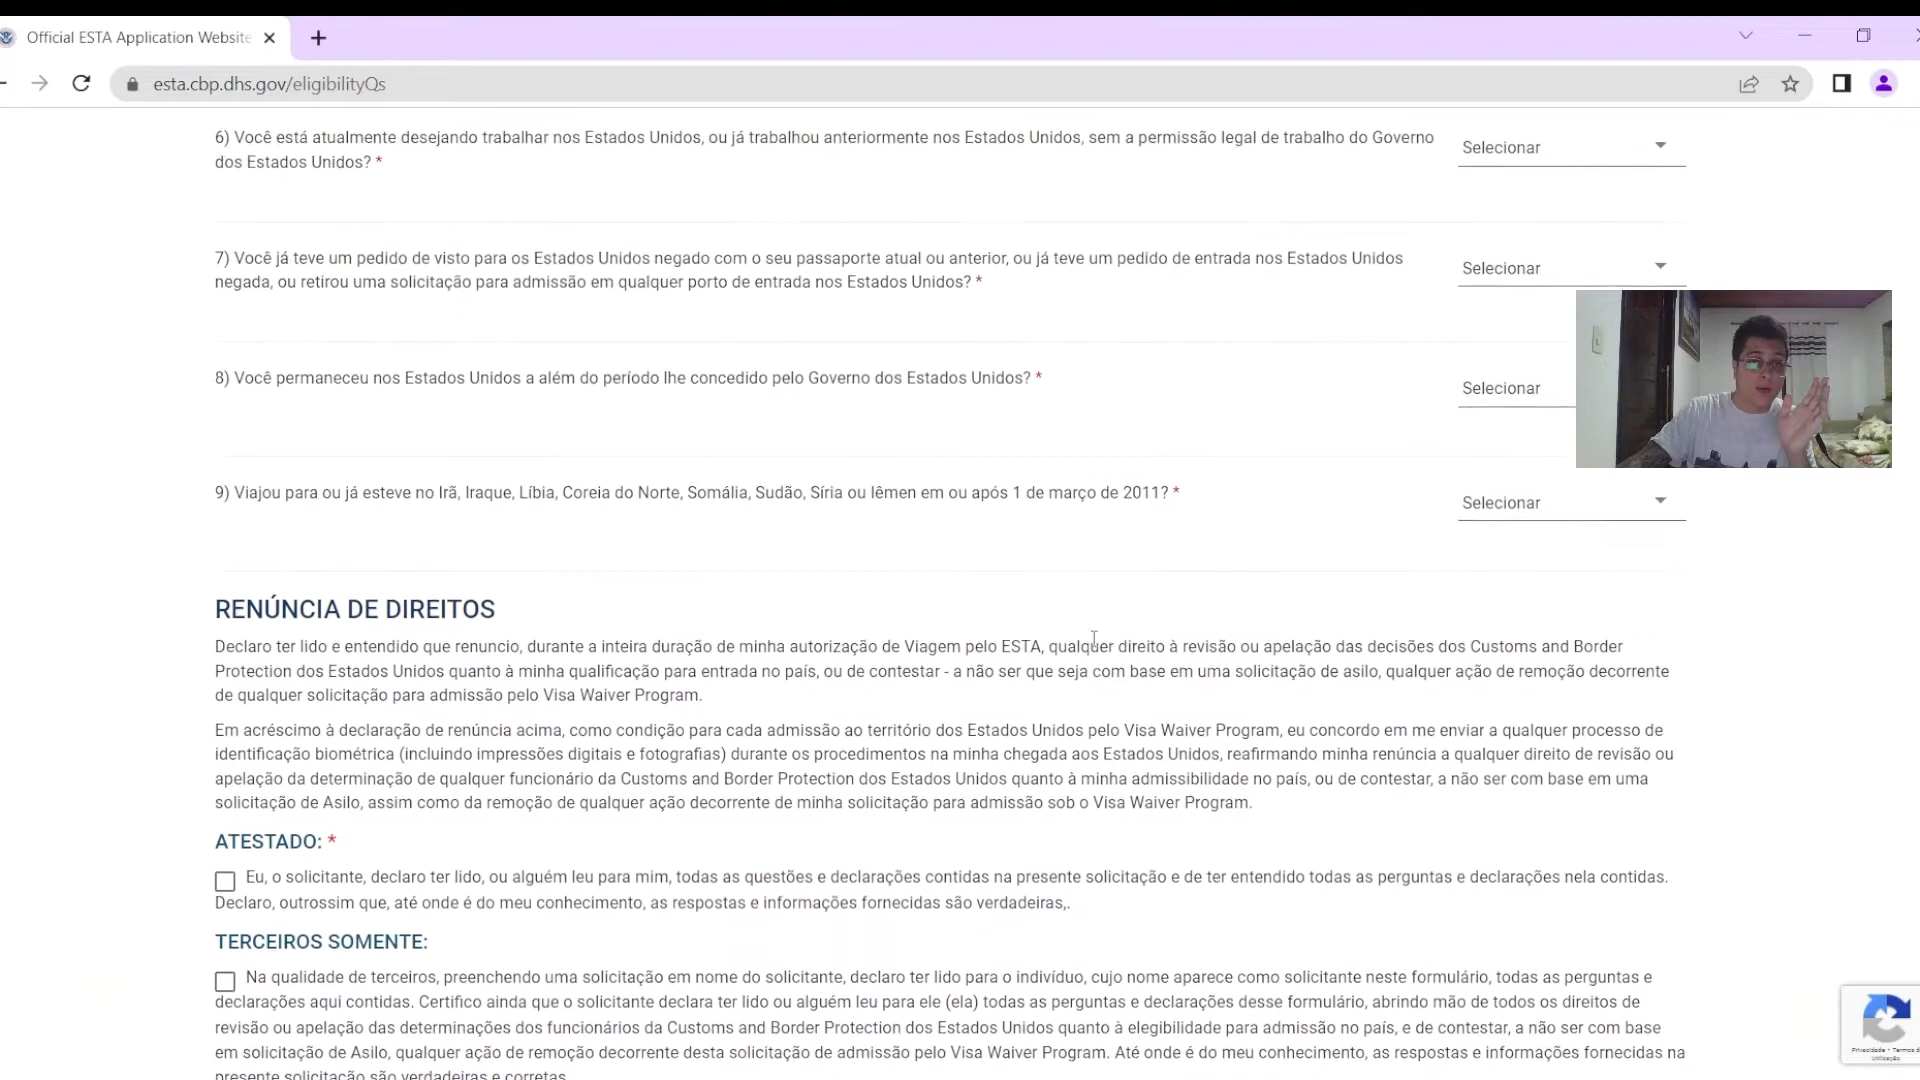 Official ESTA Application Website
esta.cbp.dhs.gov/eligibilityQs
6) Você está atualmente desejando trabalhar nos Estados Unidos, ou já trabalhou anteriormente nos Estados Unidos, sem a permissão legal de trabalho do Governo
dos Estados Unidos? *
Selecionar
7) Você já teve um pedido de visto para os Estados Unidos negado com o seu passaporte atual ou anterior, ou já teve um pedido de entrada nos Estados Unidos
negada, ou retirou uma solicitação para admissão em qualquer porto de entrada nos Estados Unidos? *
Selecionar
8) Você permaneceu nos Estados Unidos a além do período lhe concedido pelo Governo dos Estados Unidos? *
Selecionar
9) Viajou para ou já esteve no Irã, Iraque, Líbia, Coreia do Norte, Somália, Sudão, Síria ou Iêmen em ou após 1 de março de 2011? *
Selecionar
RENÚNCIA DE DIREITOS
Declaro ter lido e entendido que renuncio, durante a inteira duração de minha autorização de Viagem pelo ESTA, qualquer direito à revisão ou apelação das decisões dos Customs and Border
Protection dos Estados Unidos quanto à minha qualificação para entrada no país, ou de contestar - a não ser que seja com base em uma solicitação de asilo, qualquer ação de remoção decorrente
de qualquer solicitação para admissão pelo Visa Waiver Program.
Em acréscimo à declaração de renúncia acima, como condição para cada admissão ao território dos Estados Unidos pelo Visa Waiver Program, eu concordo em me enviar a qualquer processo de
identificação biométrica (incluindo impressões digitais e fotografias) durante os procedimentos na minha chegada aos Estados Unidos, reafirmando minha renúncia a qualquer direito de revisão ou
apelação da determinação de qualquer funcionário da Customs and Border Protection dos Estados Unidos quanto à minha admissibilidade no país, ou de contestar, a não ser com base em uma
solicitação de Asilo, assim como da remoção de qualquer ação decorrente de minha solicitação para admissão sob o Visa Waiver Program.
ATESTADO: *
Eu, o solicitante, declaro ter lido, ou alguém leu para mim, todas as questões e declarações contidas na presente solicitação e de ter entendido todas as perguntas e declarações nela contidas.
Declaro, outrossim que, até onde é do meu conhecimento, as respostas e informações fornecidas são verdadeiras,.
TERCEIROS SOMENTE:
Na qualidade de terceiros, preenchendo uma solicitação em nome do solicitante, declaro ter lido para o indivíduo, cujo nome aparece como solicitante neste formulário, todas as perguntas e
declarações aqui contidas. Certifico ainda que o solicitante declara ter lido ou alguém leu para ele (ela) todas as perguntas e declarações desse formulário, abrindo mão de todos os direitos de
revisão ou apelação das determinações dos funcionários da Customs and Border Protection dos Estados Unidos quanto à elegibilidade para admissão no país, e de contestar, a não ser com base
em solicitação de Asilo, qualquer ação de remoção decorrente desta solicitação de admissão pelo Visa Waiver Program. Até onde é do meu conhecimento, as respostas e informações fornecidas na
presente solicitação são verdadeiras e corretas.
Privacidade - Termos d
Utilização